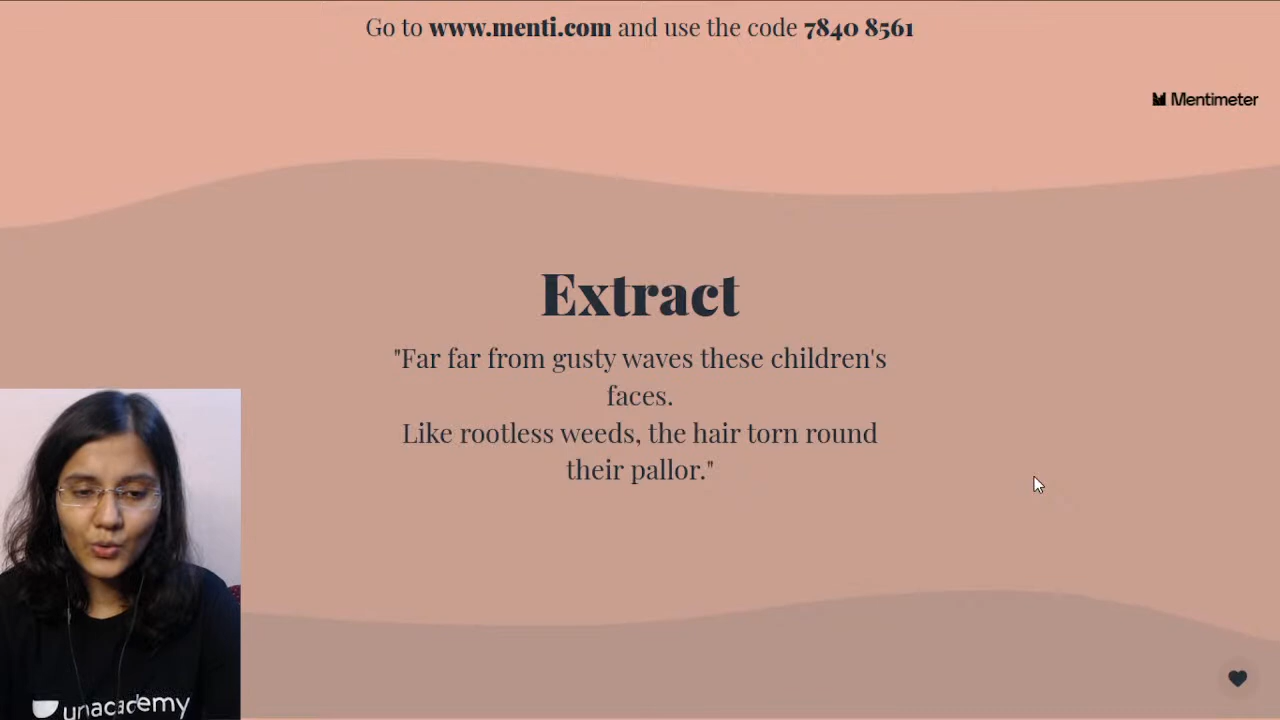 Go to www.menti.com and use the code 7840 8561
Mentimeter
Extract
"Far far from gusty waves these children's
faces.
Like rootless weeds, the hair torn round
their pallor."
unacademy